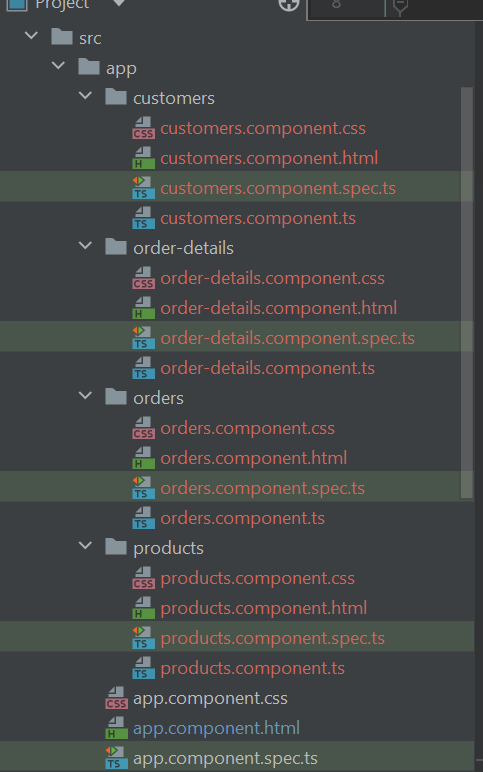 Project
8
src
app
customers
CSS customers.component.css
H customers.component.html
TS customers.component.spec.ts
TS customers.component.ts
order-details
CSS order-details.component.css
H order-details.component.html
TS order-details.component.spec.ts
TS order-details.component.ts
orders
CSS orders.component.css
H orders.component.html
TS orders.component.spec.ts
TS orders.component.ts
products
CSS products.component.css
H products.component.html
TS products.component.spec.ts
TS products.component.ts
CSS app.component.css
H app.component.html
TS app.component.spec.ts